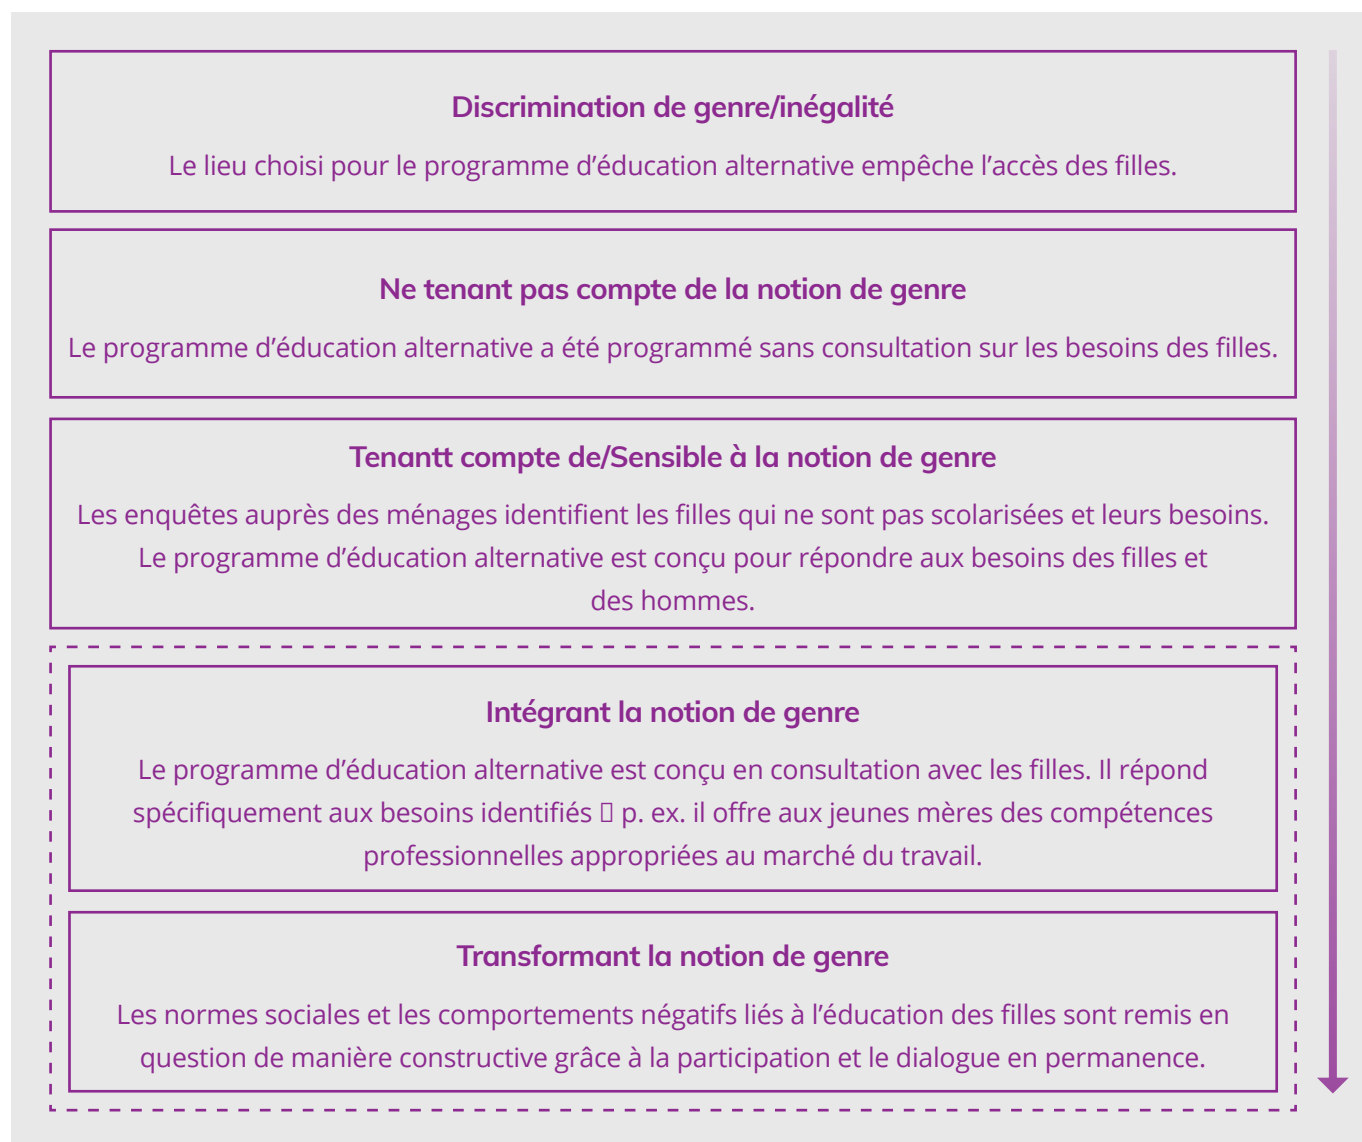 Discrimination de genre/inégalité
Le lieu choisi pour le programme d’éducation alternative empêche l’accès des filles.
Ne tenant pas compte de la notion de genre
Le programme d’éducation alternative a été programmé sans consultation sur les besoins des filles.
Tenantt compte de/Sensible à la notion de genre
Les enquêtes auprès des ménages identifient les filles qui ne sont pas scolarisées et leurs besoins.
Le programme d’éducation alternative est conçu pour répondre aux besoins des filles et
des hommes.
Intégrant la notion de genre
Le programme d’éducation alternative est conçu en consultation avec les filles. Il répond
spécifiquement aux besoins identifiés ▯ p. ex. il offre aux jeunes mères des compétences
professionnelles appropriées au marché du travail.
Transformant la notion de genre
Les normes sociales et les comportements négatifs liés à l’éducation des filles sont remis en
question de manière constructive grâce à la participation et le dialogue en permanence.